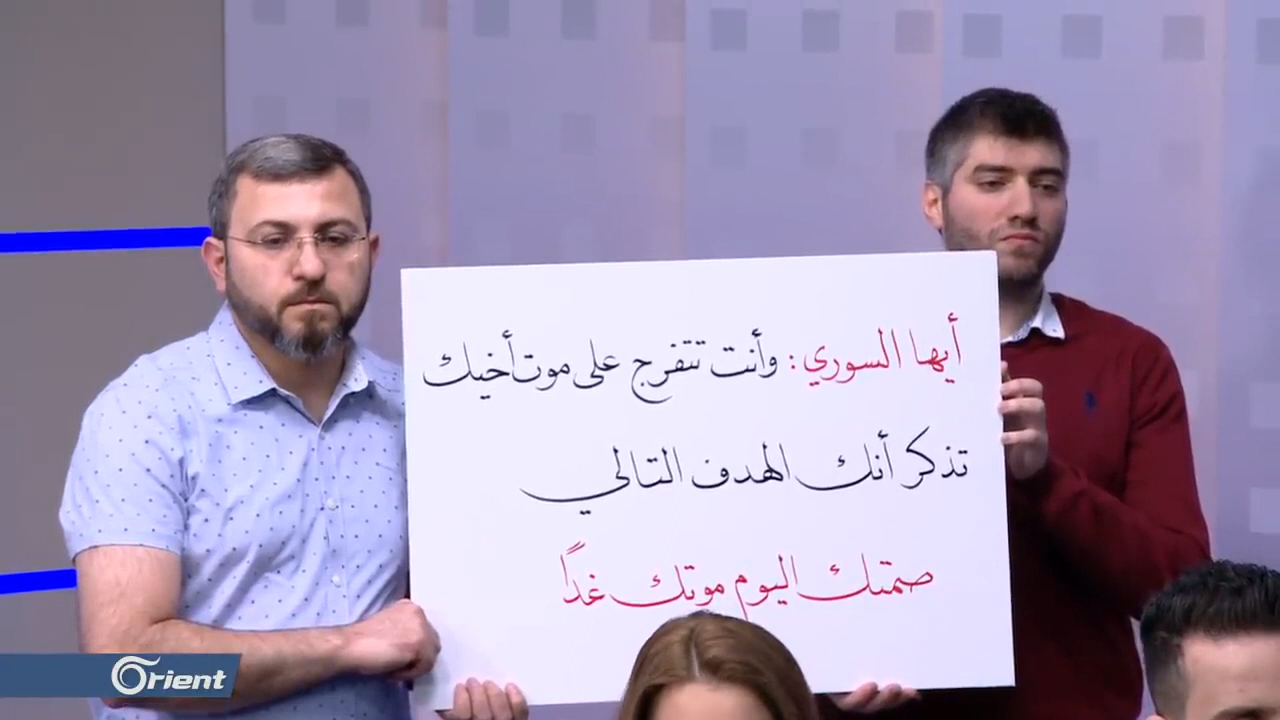 أيها السوري: وأنت تتفرج على موت أخيك
تذكر أنك الهدف التالي
صمتك اليوم موتك غداً
Orient